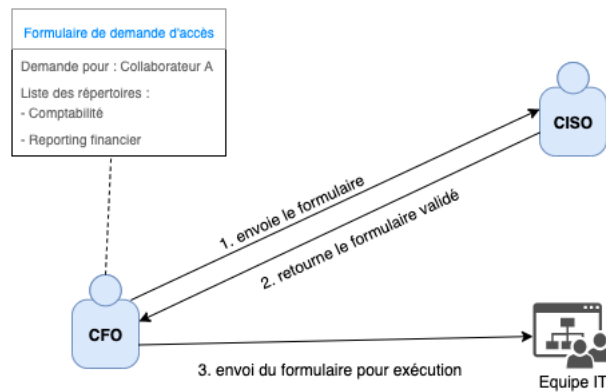 Formulaire de demande d'accès
Demande pour : Collaborateur A
Liste des répertoires :
- Comptabilité
- Reporting financier
CISO
1. envoie le formulaire
2. retourne le formulaire validé
CFO
3. envoi du formulaire pour exécution
Equipe IT